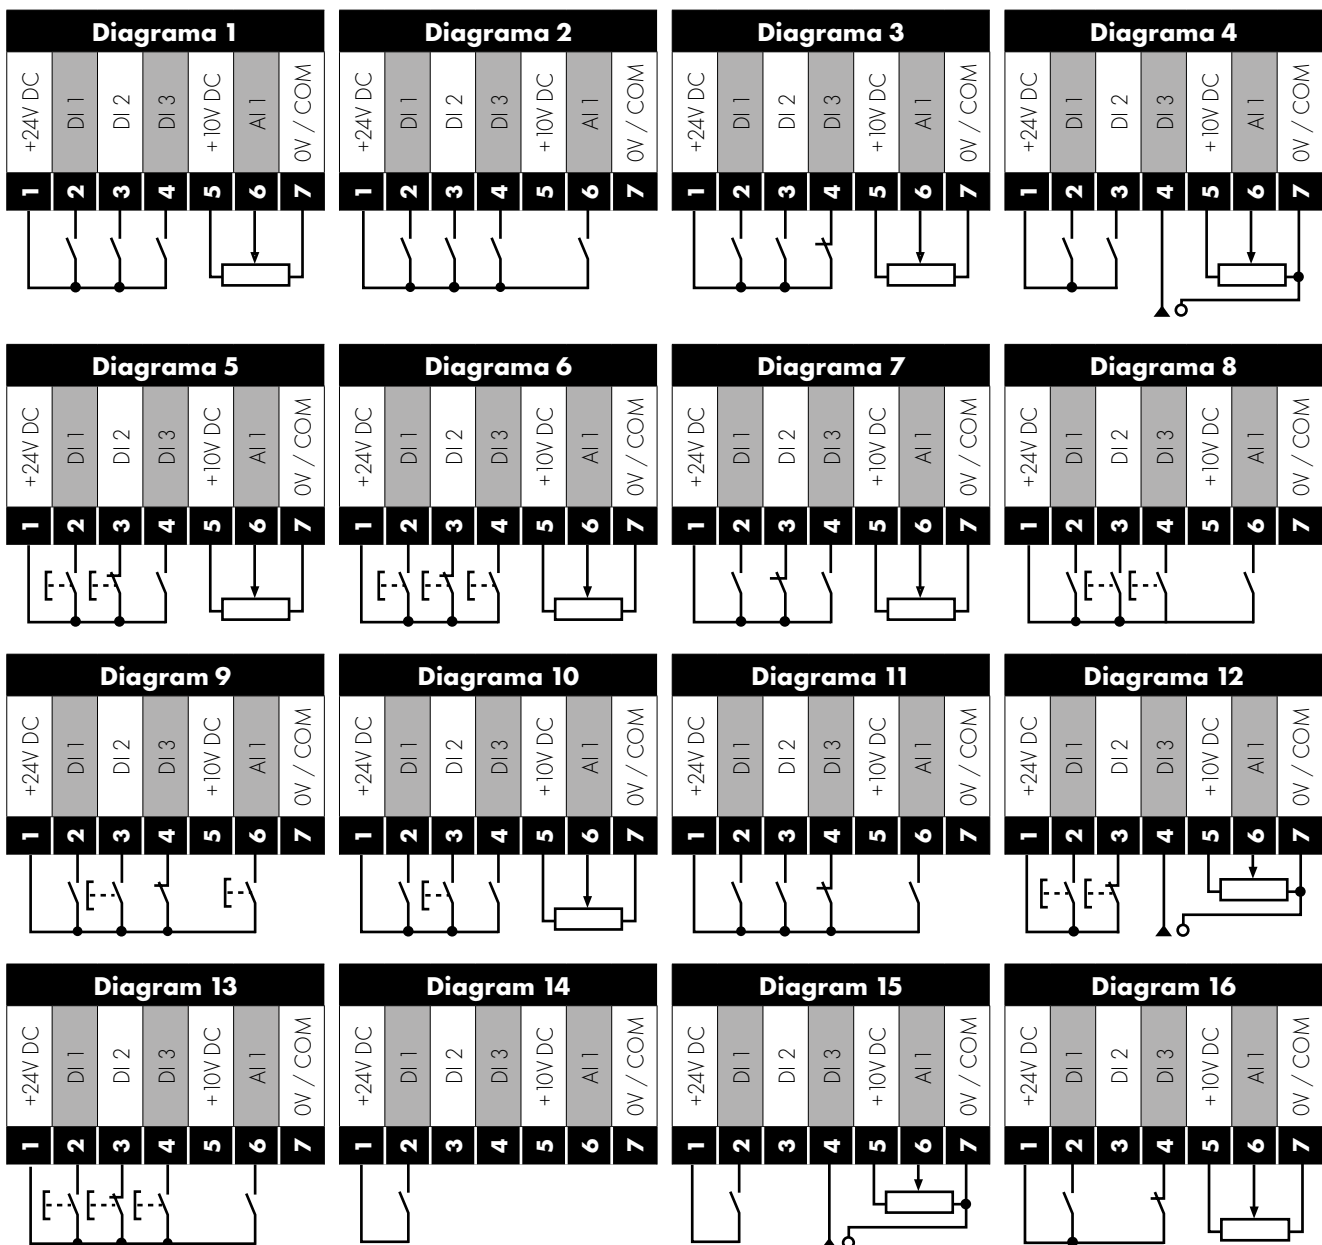 Diagrama 1 Diagrama 2 Diagrama 3 Diagrama 4
+24V DC DI 1 DI 2 DI 3 +10V DC AI 1 0V / COM +24V DC DI 1 DI 2 DI 3 +10V DC AI 1 0V / COM +24V DC DI 1 DI 2 DI 3 +10V DC AI 1 0V / COM +24V DC DI 1 DI 2 DI 3 +10V DC AI 1 0V / COM
1 2 3 4 5 6 7 1 2 3 4 5 6 7 1 2 3 4 5 6 7 1 2 3 4 5 6 7
Diagrama 5 Diagrama 6 Diagrama 7 Diagrama 8
+24V DC DI 1 DI 2 DI 3 +10V DC AI 1 0V / COM +24V DC DI 1 DI 2 DI 3 +10V DC AI 1 0V / COM +24V DC DI 1 DI 2 DI 3 +10V DC AI 1 0V / COM +24V DC DI 1 DI 2 DI 3 +10V DC AI 1 0V / COM
1 2 3 4 5 6 7 1 2 3 4 5 6 7 1 2 3 4 5 6 7 1 2 3 4 5 6 7
Diagram 9 Diagrama 10 Diagrama 11 Diagrama 12
+24V DC DI 1 DI 2 DI 3 +10V DC AI 1 0V / COM +24V DC DI 1 DI 2 DI 3 +10V DC AI 1 0V / COM +24V DC DI 1 DI 2 DI 3 +10V DC AI 1 0V / COM +24V DC DI 1 DI 2 DI 3 +10V DC AI 1 0V / COM
1 2 3 4 5 6 7 1 2 3 4 5 6 7 1 2 3 4 5 6 7 1 2 3 4 5 6 7
Diagram 13 Diagram 14 Diagram 15 Diagram 16
+24V DC DI 1 DI 2 DI 3 +10V DC AI 1 0V / COM +24V DC DI 1 DI 2 DI 3 +10V DC AI 1 0V / COM +24V DC DI 1 DI 2 DI 3 +10V DC AI 1 0V / COM +24V DC DI 1 DI 2 DI 3 +10V DC AI 1 0V / COM
1 2 3 4 5 6 7 1 2 3 4 5 6 7 1 2 3 4 5 6 7 1 2 3 4 5 6 7